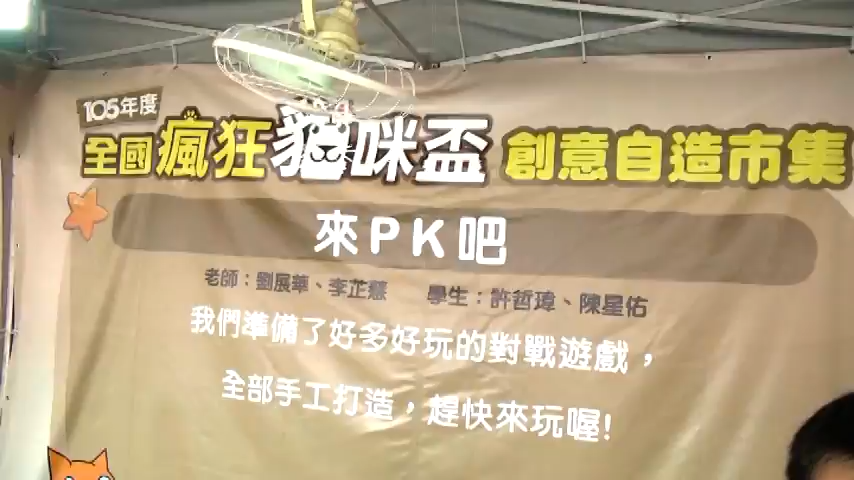 105年度
全國瘋狂貓咪盃 創意自造市集
來PK吧
老師：劉展華、李芷慧 學生：許哲瑋、陳星佑
我們準備了好多好玩的對戰遊戲，
全部手工打造，趕快來玩喔!